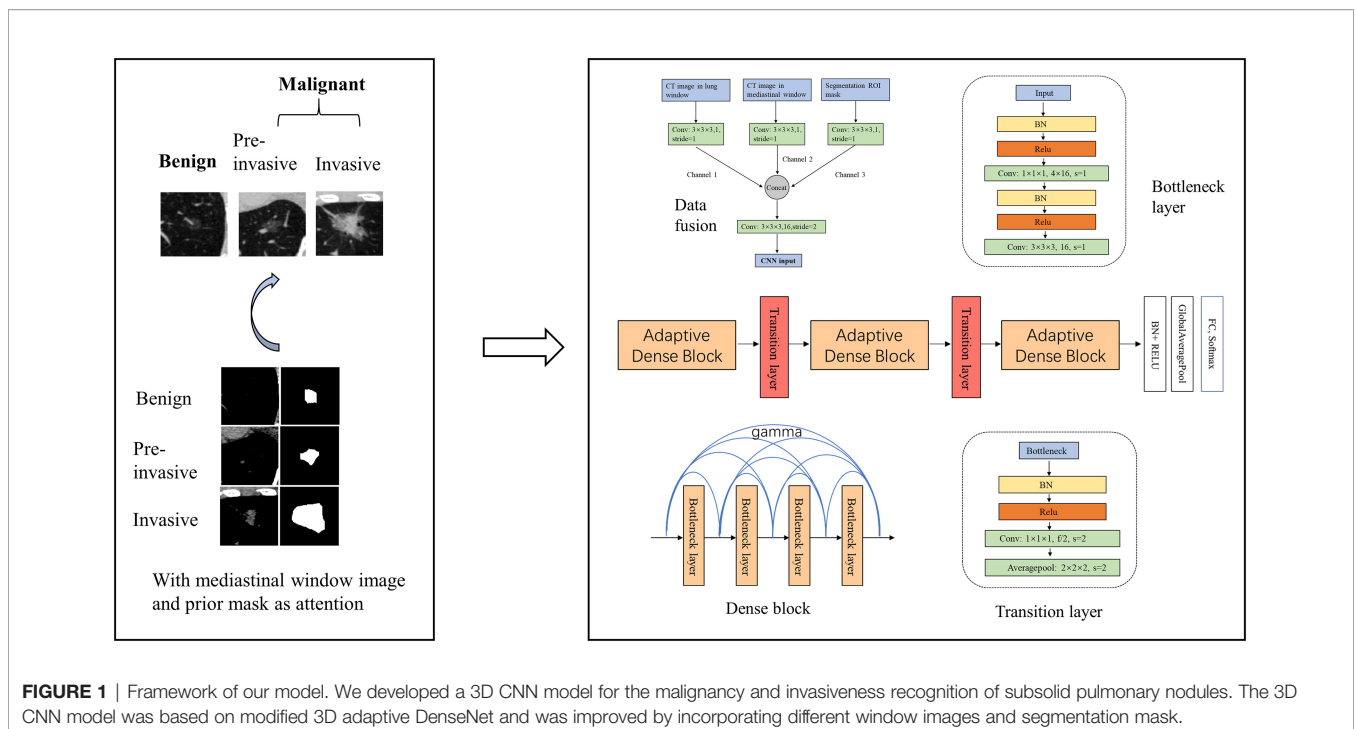 Malignant
Benign
Pre-
invasive
Invasive
Benign
Pre-
invasive
Invasive
With mediastinal window image
and prior mask as attention
CT image in lung
window
CT image in
mediastinal window
Segmentation ROI
mask
Conv: 3×3×3,1,
stride=1
Conv: 3×3×3,1,
stride=1
Conv: 3×3×3,1,
stride=1
Channel 1
Channel 2
Channel 3
Concat
Data
fusion
Conv: 3×3×3,16,stride=2
CNN input
Input
BN
Relu
Conv: 1×1×1, 4×16, s=1
BN
Relu
Conv: 3×3×3, 16, s=1
Bottleneck
layer
Adaptive
Dense Block
Transition layer
Adaptive
Dense Block
Transition layer
Adaptive
Dense Block
BN+ RELU
GlobalAveragePool
FC, Softmax
gamma
Bottleneck layer
Bottleneck layer
Bottleneck layer
Bottleneck layer
Dense block
Bottleneck
BN
Relu
Conv: 1×1×1, f/2, s=2
Averagepool: 2×2×2, s=2
Transition layer
FIGURE 1 | Framework of our model. We developed a 3D CNN model for the malignancy and invasiveness recognition of subsolid pulmonary nodules. The 3D
CNN model was based on modified 3D adaptive DenseNet and was improved by incorporating different window images and segmentation mask.